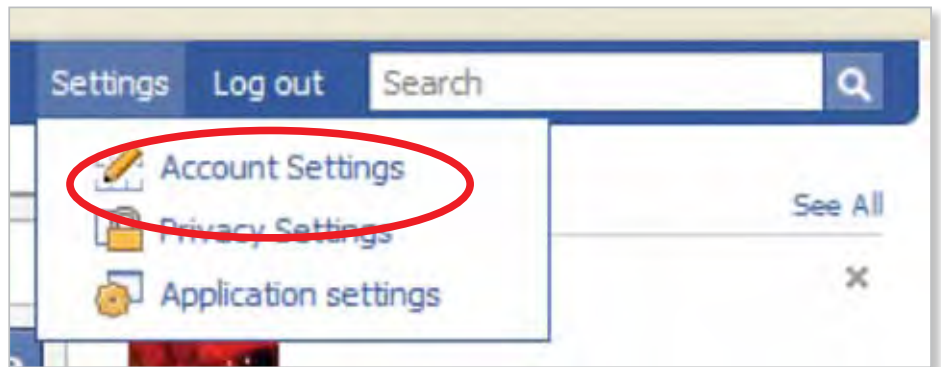 Settings Log out Search
Account Settings
See All
Privacy Settings
Application settings